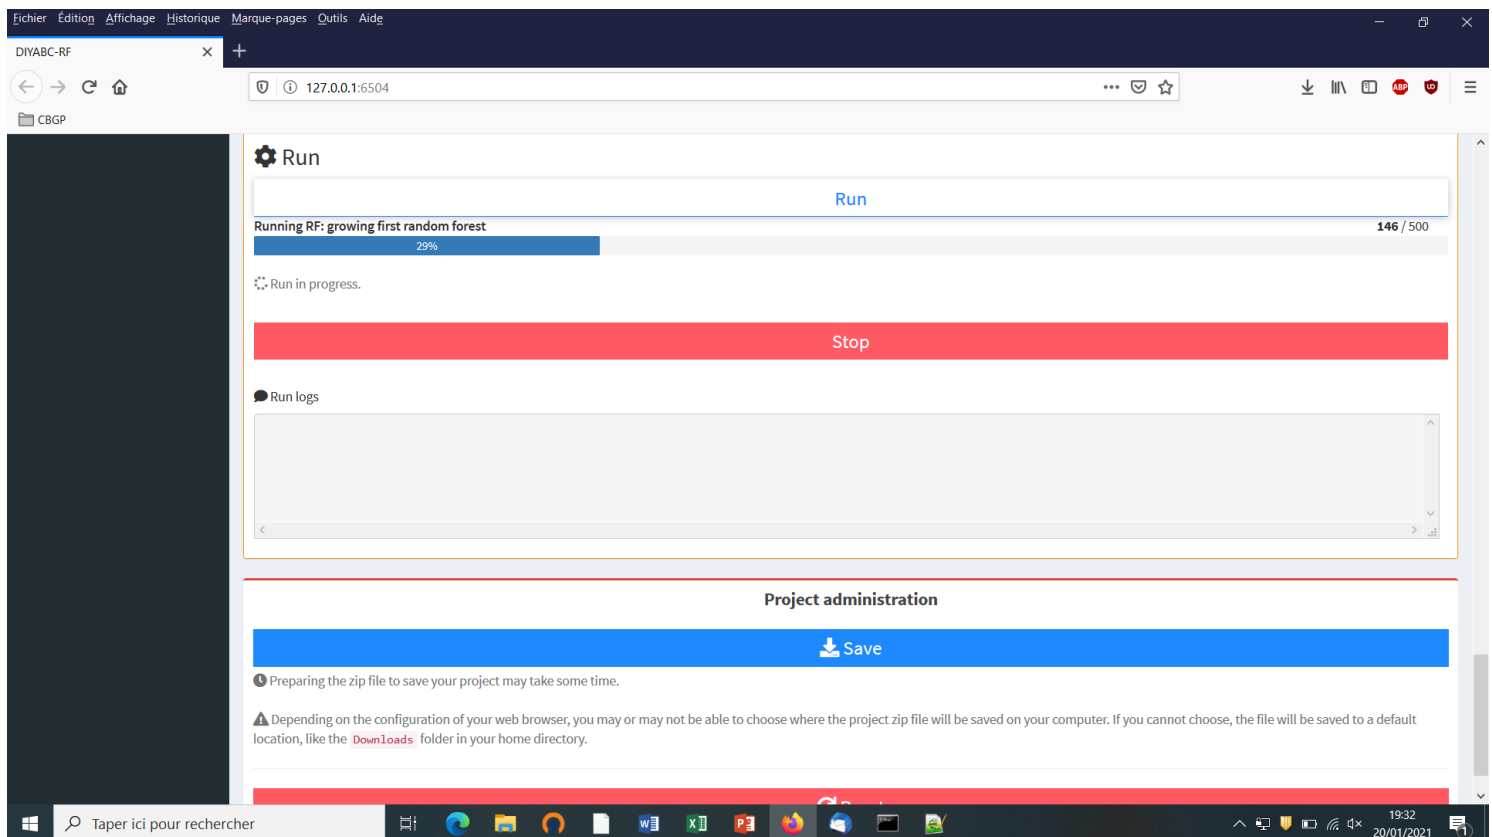 Fichier Édition Affichage Historique Marque-pages Outils Aide
DIYABC-RF
127.0.0.1:6504
ABP
CBGP
Run
Run
Running RF: growing first random forest 146 / 500
29%
Run in progress.
Stop
Run logs
Project administration
Save
Preparing the zip file to save your project may take some time.
Depending on the configuration of your web browser, you may or may not be able to choose where the project zip file will be saved on your computer. If you cannot choose, the file will be saved to a default
location, like the Downloads folder in your home directory.
Taper ici pour rechercher
19:32
20/01/2021